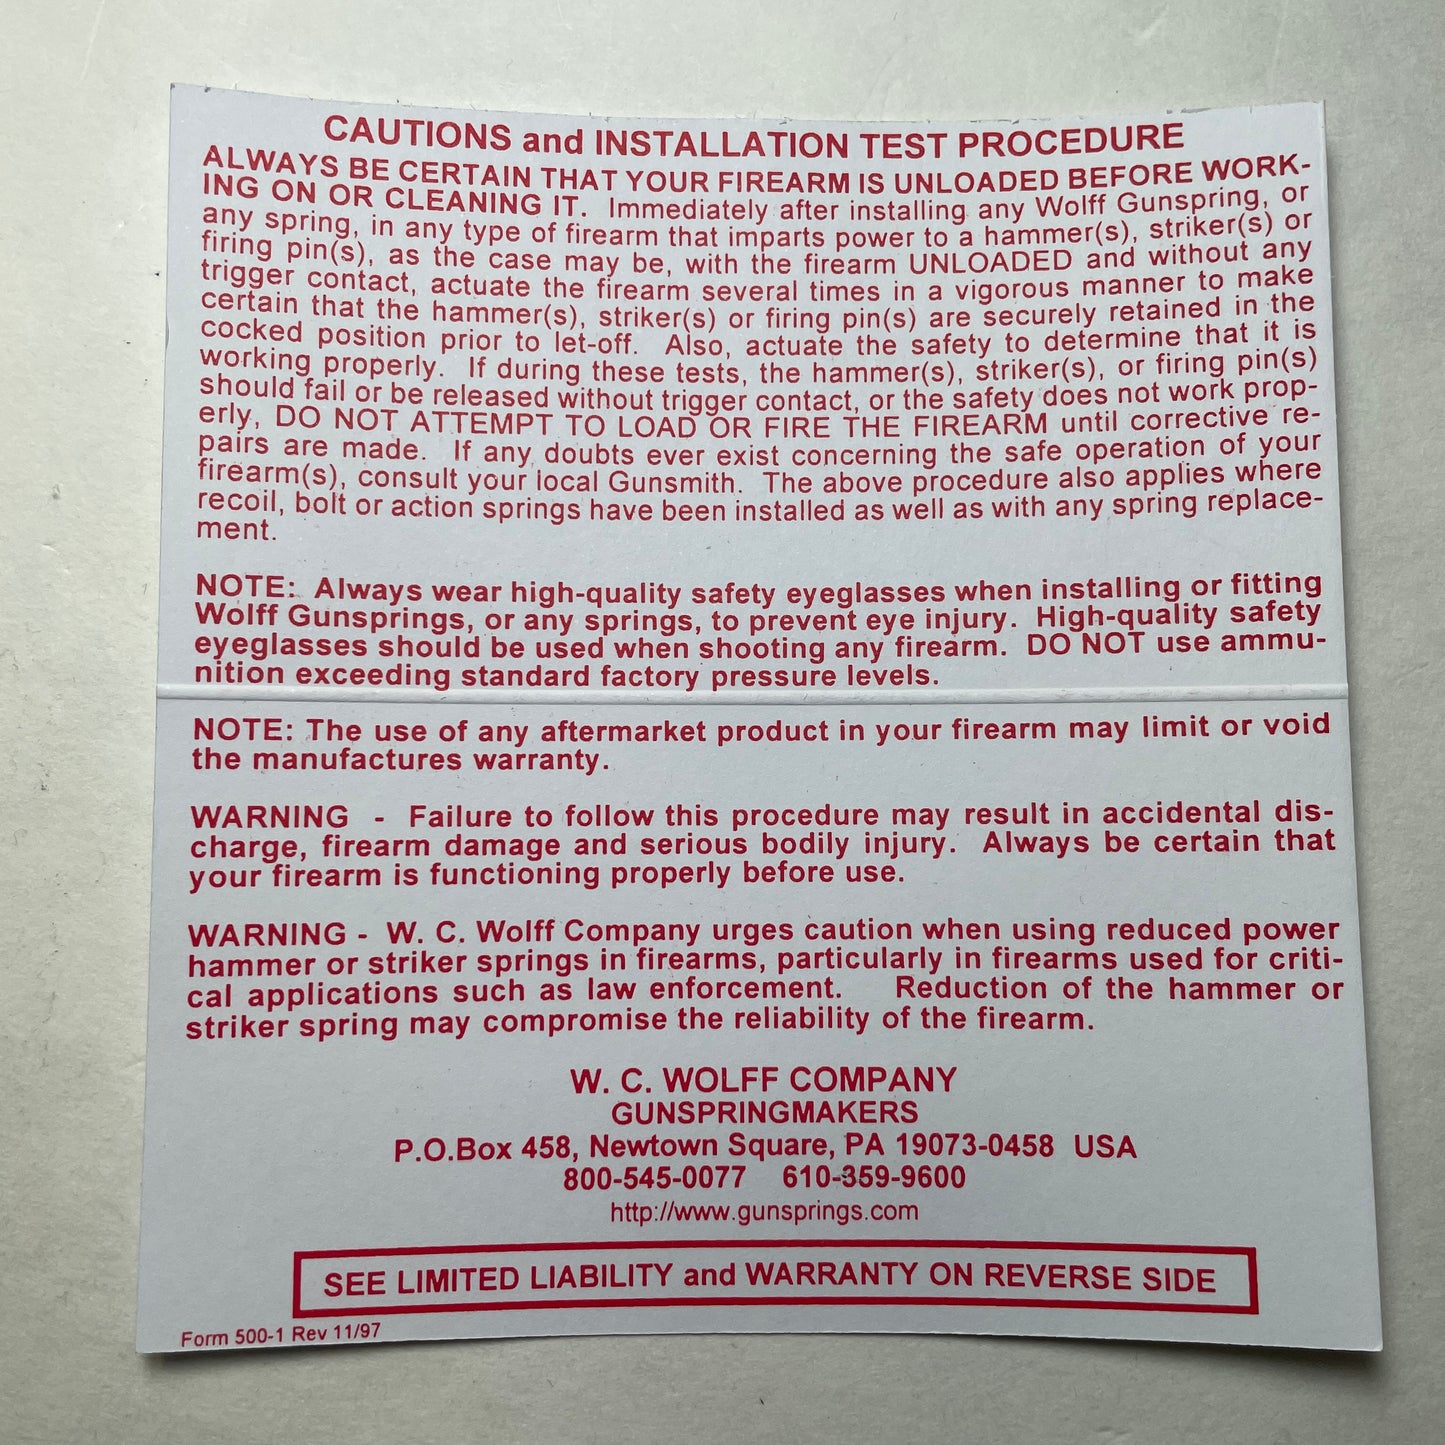 CAUTIONS and INSTALLATION TEST PROCEDURE
ALWAYS BE CERTAIN THAT YOUR FIREARM IS UNLOADED BEFORE WORK-
ING ON OR CLEANING IT. Immediately after installing any Wolff Gunspring, or
any spring, in any type of firearm that imparts power to a hammer(s), striker(s) or
firing pin(s), as the case may be, with the firearm UNLOADED and without any
trigger contact, actuate the firearm several times in a vigorous manner to make
certain that the hammer(s), striker(s) or firing pin(s) are securely retained in the
cocked position prior to let-off. Also, actuate the safety to determine that it is
working properly. If during these tests, the hammer(s), striker(s), or firing pin(s)
should fail or be released without trigger contact, or the safety does not work prop-
erly, DO NOT ATTEMPT TO LOAD OR FIRE THE FIREARM until corrective re-
pairs are made. If any doubts ever exist concerning the safe operation of your
firearm(s), consult your local Gunsmith. The above procedure also applies where
recoil, bolt or action springs have been installed as well as with any spring replace-
ment.
NOTE: Always wear high-quality safety eyeglasses when installing or fitting
Wolff Gunsprings, or any springs, to prevent eye injury. High-quality safety
eyeglasses should be used when shooting any firearm. DO NOT use ammu-
nition exceeding standard factory pressure levels.
NOTE: The use of any aftermarket product in your firearm may limit or void
the manufactures warranty.
WARNING - Failure to follow this procedure may result in accidental dis-
charge, firearm damage and serious bodily injury. Always be certain that
your firearm is functioning properly before use.
WARNING - W. C. Wolff Company urges caution when using reduced power
hammer or striker springs in firearms, particularly in firearms used for criti-
cal applications such as law enforcement. Reduction of the hammer or
striker spring may compromise the reliability of the firearm.
W. C. WOLFF COMPANY
GUNSPRINGMAKERS
P.O.Box 458, Newtown Square, PA 19073-0458 USA
800-545-0077 610-359-9600
http://www.gunsprings.com
SEE LIMITED LIABILITY and WARRANTY ON REVERSE SIDE
Form 500-1 Rev 11/97